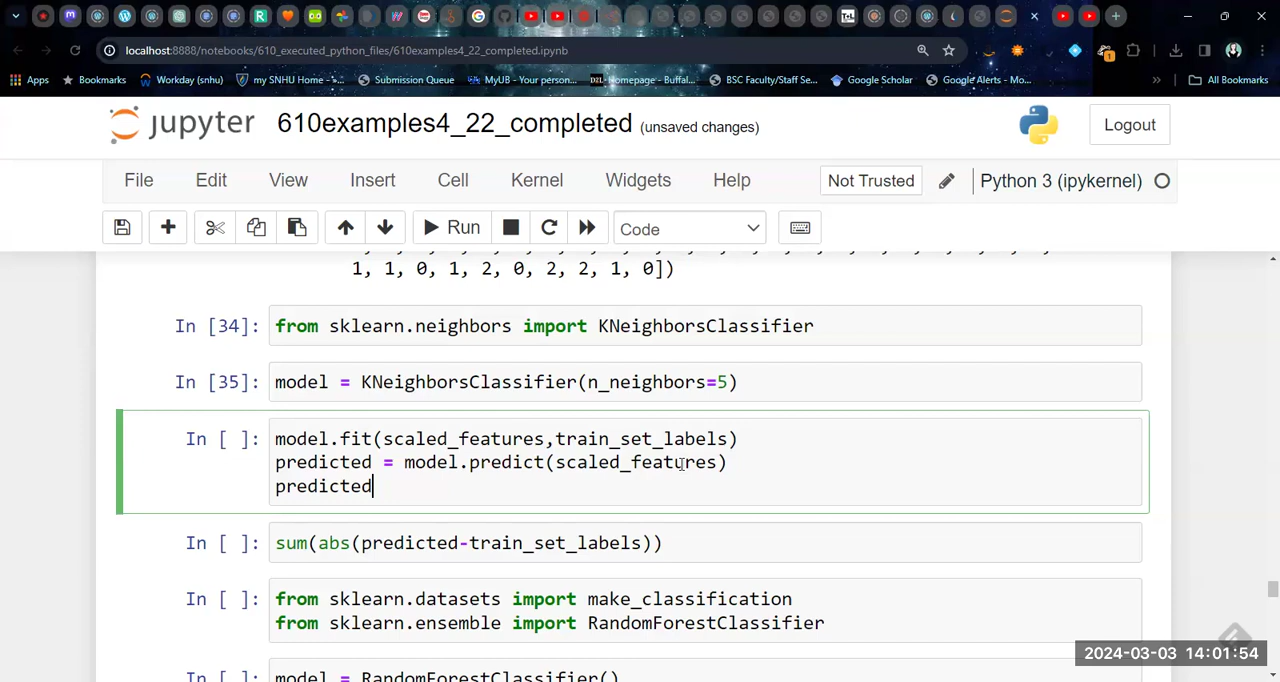 localhost:8888/notebooks/610_executed_python_files/610examples4_22_completed.ipynb
Apps Bookmarks Workday (snhu) my SNHU Home -... Submission Queue MyUB - Your person... D2L Homepage - Buffal... BSC Faculty/Staff Se... Google Scholar Google Alerts - Mo... » All Bookmarks
jupyter 610examples4_22_completed (unsaved changes) Logout
File Edit View Insert Cell Kernel Widgets Help Not Trusted Python 3 (ipykernel)
Run Code
1, 1, 0, 1, 2, 0, 2, 2, 1, 0])
In [34]: from sklearn.neighbors import KNeighborsClassifier
In [35]: model = KNeighborsClassifier(n_neighbors=5)
In [ ]: model.fit(scaled_features,train_set_labels)
predicted = model.predict(scaled_features)
predicted
In [ ]: sum(abs(predicted-train_set_labels))
In [ ]: from sklearn.datasets import make_classification
from sklearn.ensemble import RandomForestClassifier
In [ ]: model = RandomForestClassifier()
2024-03-03 14:01:54